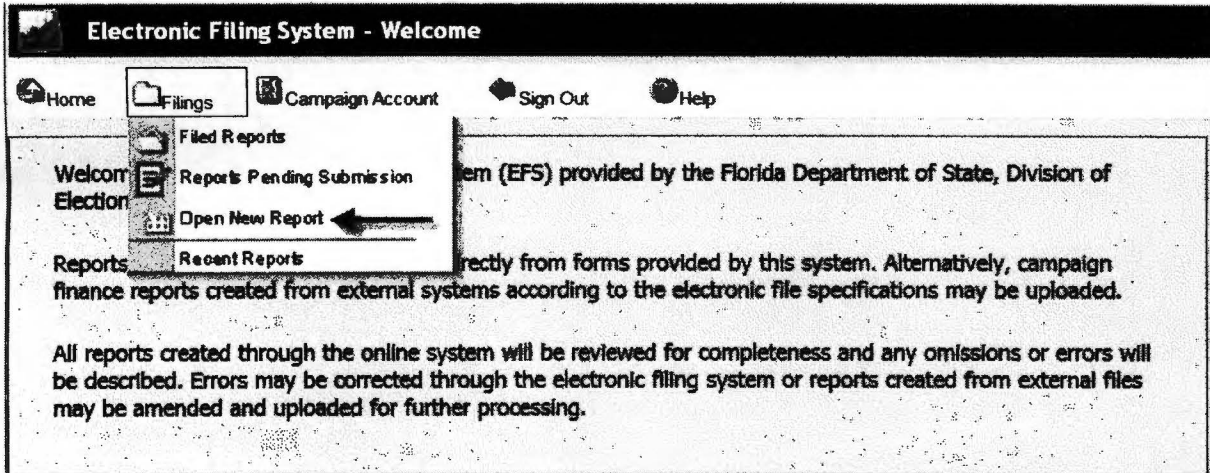 Electronic Filing System - Welcome
Home Filings Campaign Account Sign Out Help
Filed Reports
Reports Pending Submission
Open New Report
Recent Reports
Welcom em (EFS) provided by the Florida Department of State, Division of
Election
Reports rectly from forms provided by this system. Alternatively, campaign
finance reports created from external systems according to the electronic file specifications may be uploaded.
All reports created through the online system will be reviewed for completeness and any omissions or errors will
be described. Errors may be corrected through the electronic filing system or reports created from external files
may be amended and uploaded for further processing.